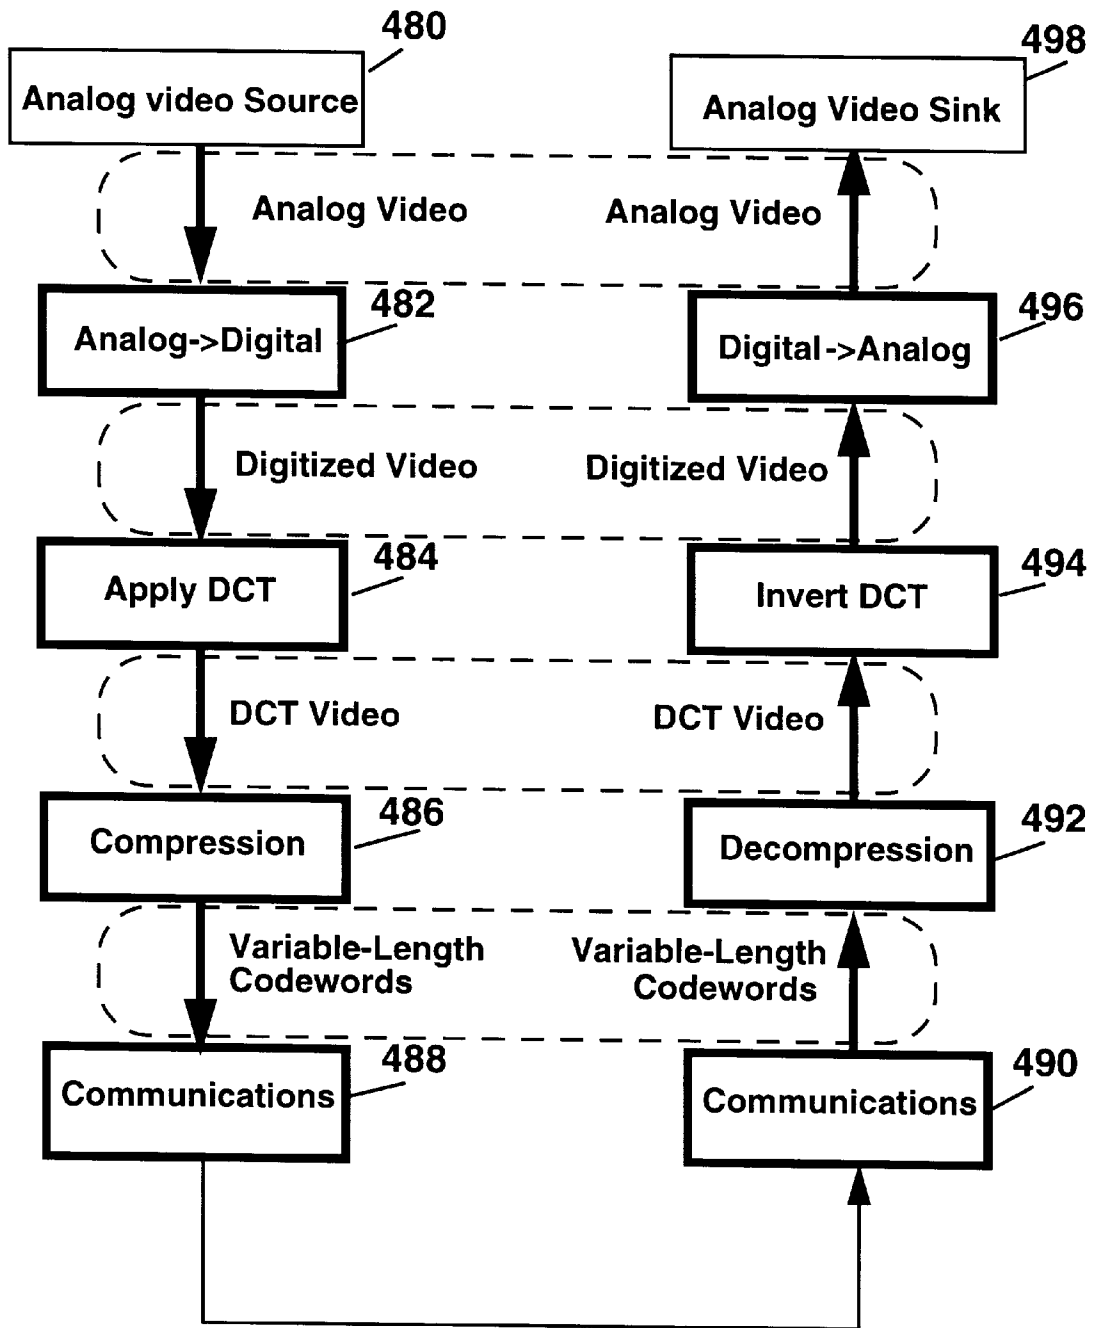 480
498
Analog video Source
Analog Video Sink
Analog Video
Analog Video
482
496
Analog->Digital
Digital->Analog
Digitized Video
Digitized Video
484
494
Apply DCT
Invert DCT
DCT Video
DCT Video
486
492
Compression
Decompression
Variable-Length
Codewords
Variable-Length
Codewords
488
490
Communications
Communications